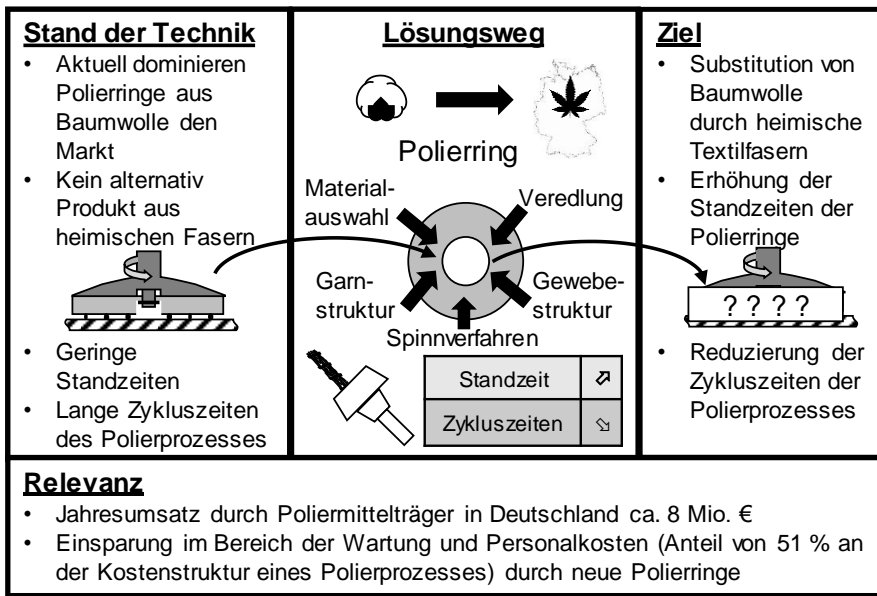 Stand der Technik
• Aktuell dominieren
Polierringe aus
Baumwolle den
Markt
• Kein alternativ
Produkt aus
heimischen Fasern
• Geringe
Standzeiten
• Lange Zykluszeiten
des Polierprozesses
Lösungsweg
Polierring
Material-
auswahl
Veredlung
Garn-
struktur
Gewebe-
struktur
Spinnverfahren
Standzeit ⬀
Zykluszeiten ⬂
Ziel
• Substitution von
Baumwolle
durch heimische
Textilfasern
• Erhöhung der
Standzeiten der
Polierringe
? ? ? ?
• Reduzierung der
Zykluszeiten der
Polierprozesses
Relevanz
• Jahresumsatz durch Poliermittelträger in Deutschland ca. 8 Mio. €
• Einsparung im Bereich der Wartung und Personalkosten (Anteil von 51 % an
der Kostenstruktur eines Polierprozesses) durch neue Polierringe